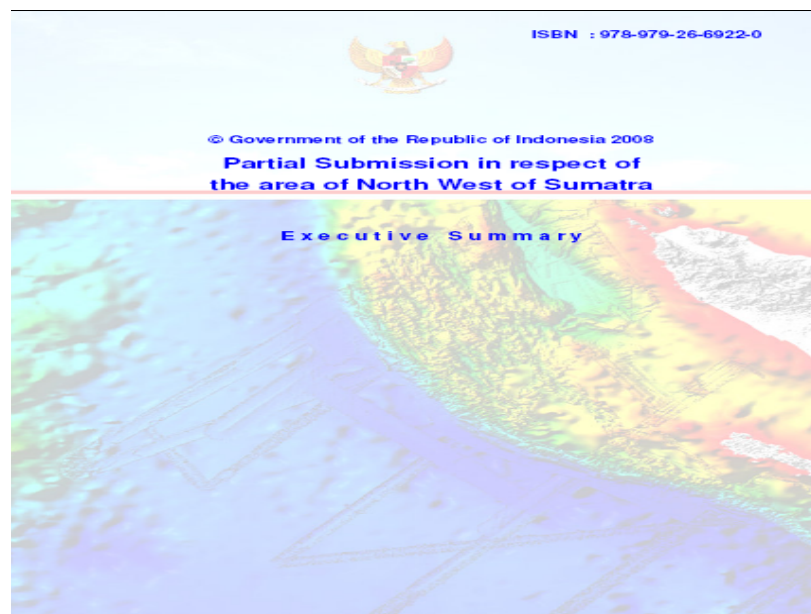 ISBN : 978-979-26-6922-0
© Government of the Republic of Indonesia 2008
Partial Submission in respect of
the area of North West of Sumatra
Executive Summary